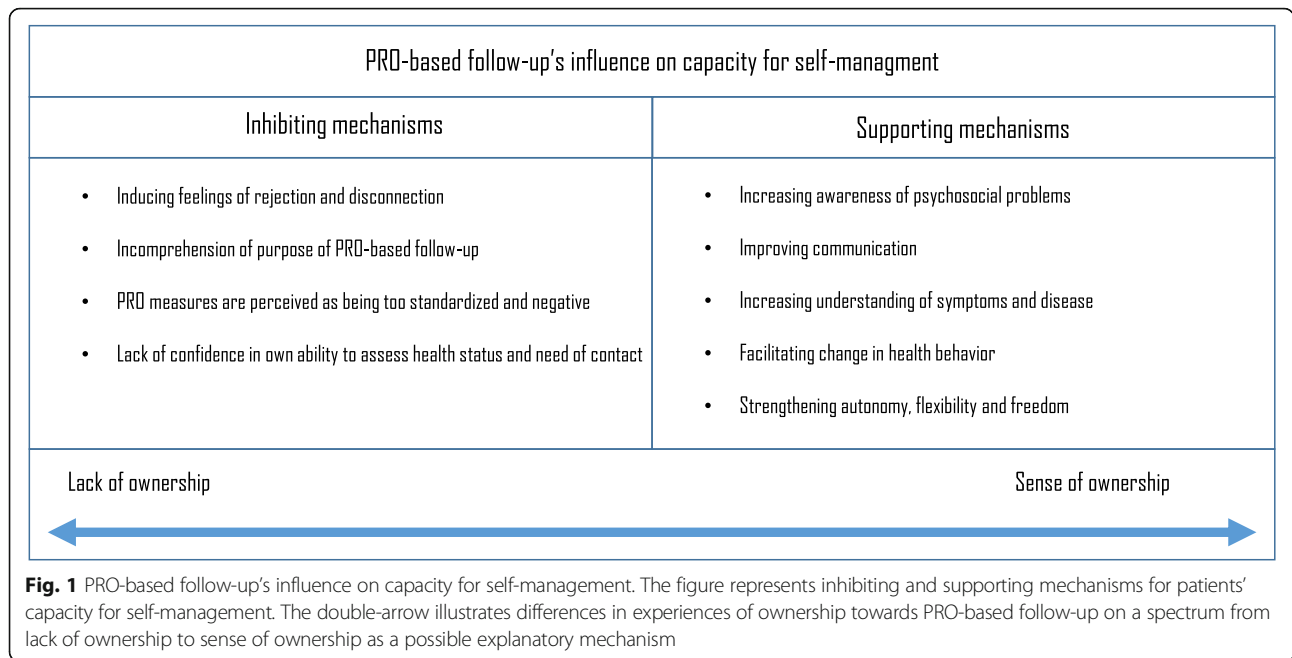 PRO-based follow-up's influence on capacity for self-managment
Inhibiting mechanisms
• Inducing feelings of rejection and disconnection
• Incomprehension of purpose of PRO-based follow-up
• PRO measures are perceived as being too standardized and negative
• Lack of confidence in own ability to assess health status and need of contact
Supporting mechanisms
• Increasing awareness of psychosocial problems
• Improving communication
• Increasing understanding of symptoms and disease
• Facilitating change in health behavior
• Strengthening autonomy, flexibility and freedom
Lack of ownership
Sense of ownership
Fig. 1 PRO-based follow-up's influence on capacity for self-management. The figure represents inhibiting and supporting mechanisms for patients'
capacity for self-management. The double-arrow illustrates differences in experiences of ownership towards PRO-based follow-up on a spectrum from
lack of ownership to sense of ownership as a possible explanatory mechanism